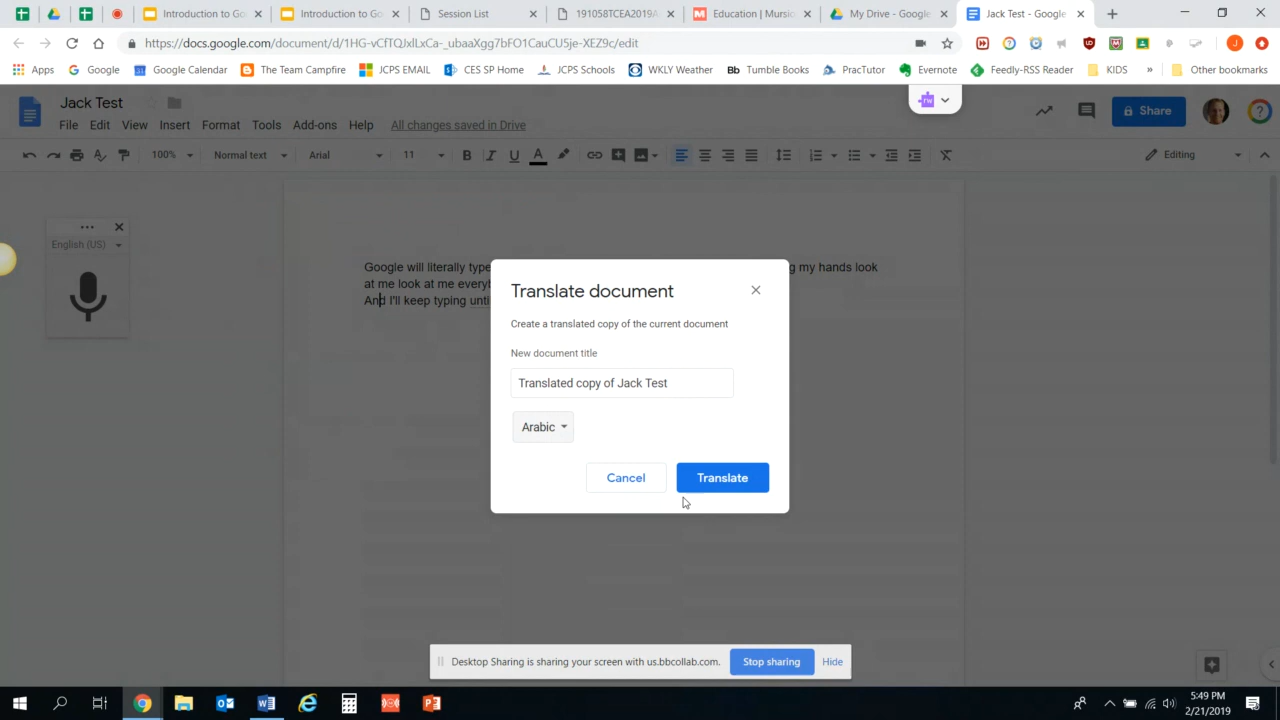 Introduction to Go
Introduction to Go
Session List
191058TCEA2019A
Education | Mursio
My Drive - Google
Jack Test - Google
https://docs.google.com/document/d/1HG-vCfTQJxlLxCa-_ubaaXgg7bFO1CauCU5je-XEZ9c/edit
Apps
Google
Google Calendar
The Team Campfire
JCPS EMAIL
CES SP Home
JCPS Schools
WKLY Weather
Bb Tumble Books
PracTutor
Evernote
Feedly-RSS Reader
KIDS
»
Other bookmarks
Jack Test
File Edit View Insert Format Tools Add-ons Help All changes saved in Drive
Share
100% Normal text Arial 11 B I U A Editing
English (US)
Google will literally type
g my hands look
at me look at me everyb
And I'll keep typing unti
Translate document
Create a translated copy of the current document
New document title
Translated copy of Jack Test
Arabic
Cancel Translate
Desktop Sharing is sharing your screen with us.bbcollab.com. Stop sharing Hide
5:49 PM
2/21/2019